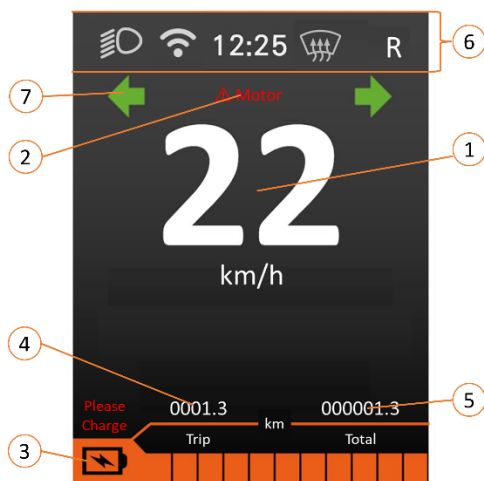 12:25 R
6
7
⚠ Motor
2
22
1
km/h
4
5
Please
Charge
0001.3
000001.3
km
Trip
Total
3